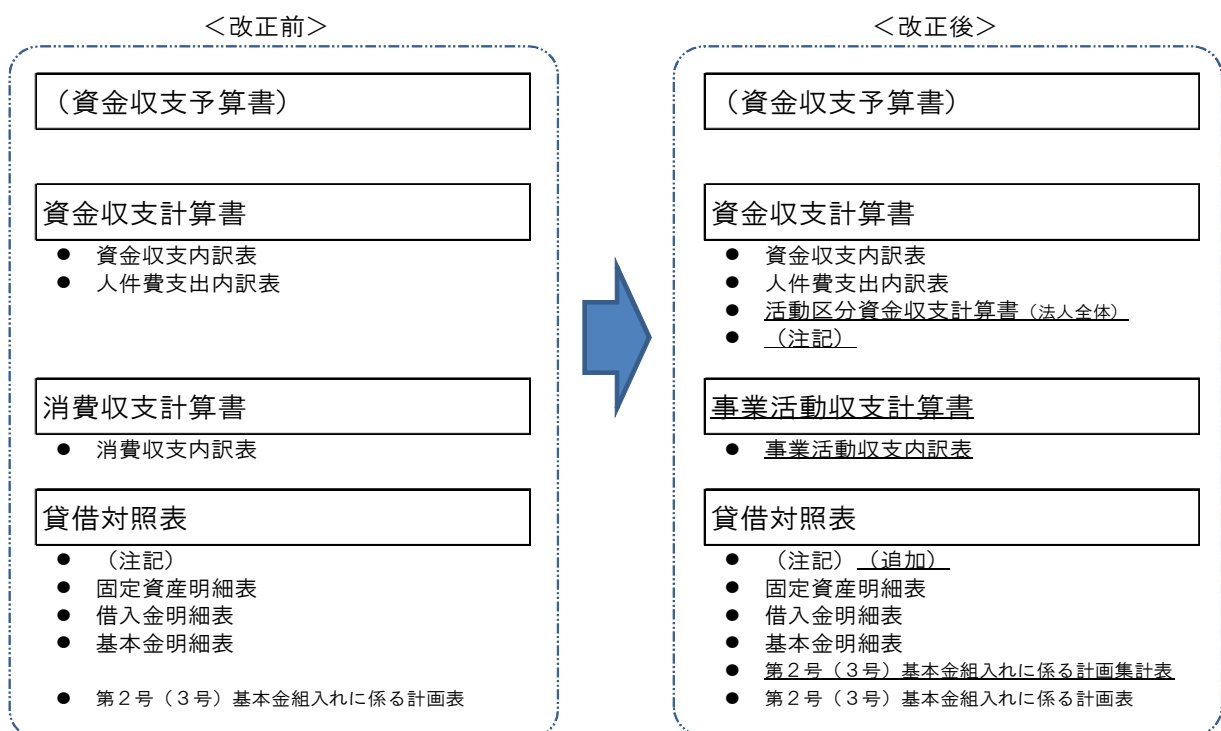 ＜改正前＞
（資金収支予算書）
資金収支計算書
● 資金収支内訳表
● 人件費支出内訳表
消費収支計算書
● 消費収支内訳表
貸借対照表
● （注記）
● 固定資産明細表
● 借入金明細表
● 基本金明細表
● 第２号（３号）基本金組入れに係る計画表
＜改正後＞
（資金収支予算書）
資金収支計算書
● 資金収支内訳表
● 人件費支出内訳表
● 活動区分資金収支計算書（法人全体）
● （注記）
事業活動収支計算書
● 事業活動収支内訳表
貸借対照表
● （注記）（追加）
● 固定資産明細表
● 借入金明細表
● 基本金明細表
● 第２号（３号）基本金組入れに係る計画集計表
● 第２号（３号）基本金組入れに係る計画表